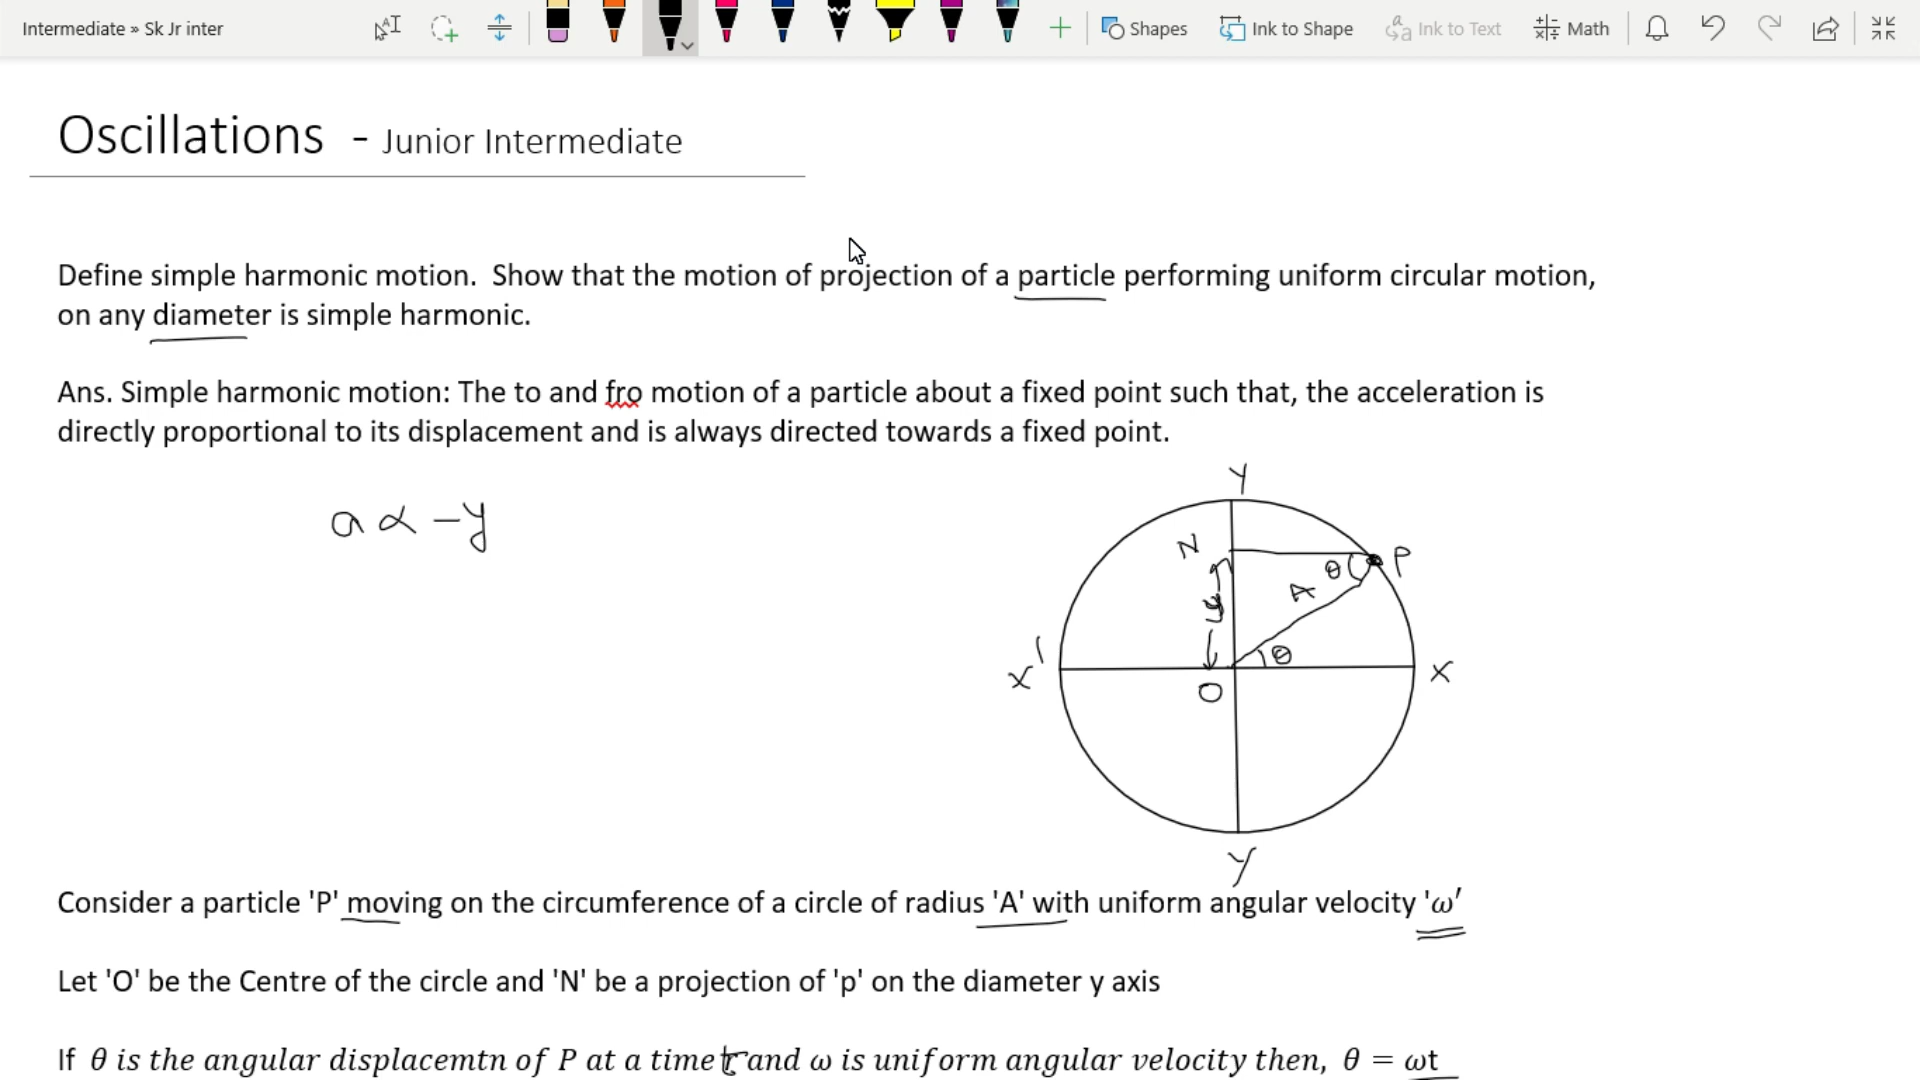 Intermediate » Sk Jr inter
Shapes
Ink to Shape
Ink to Text
Math
Oscillations - Junior Intermediate
Define simple harmonic motion. Show that the motion of projection of a particle performing uniform circular motion,
on any diameter is simple harmonic.
Ans. Simple harmonic motion: The to and fro motion of a particle about a fixed point such that, the acceleration is
directly proportional to its displacement and is always directed towards a fixed point.
a ∝ -y
Y
N
P
θ
A
y
θ
X'
X
O
Y
Consider a particle 'P' moving on the circumference of a circle of radius 'A' with uniform angular velocity 'ω'
Let 'O' be the Centre of the circle and 'N' be a projection of 'p' on the diameter y axis
If θ is the angular displacemtn of P at a time t and ω is uniform angular velocity then, θ = ωt